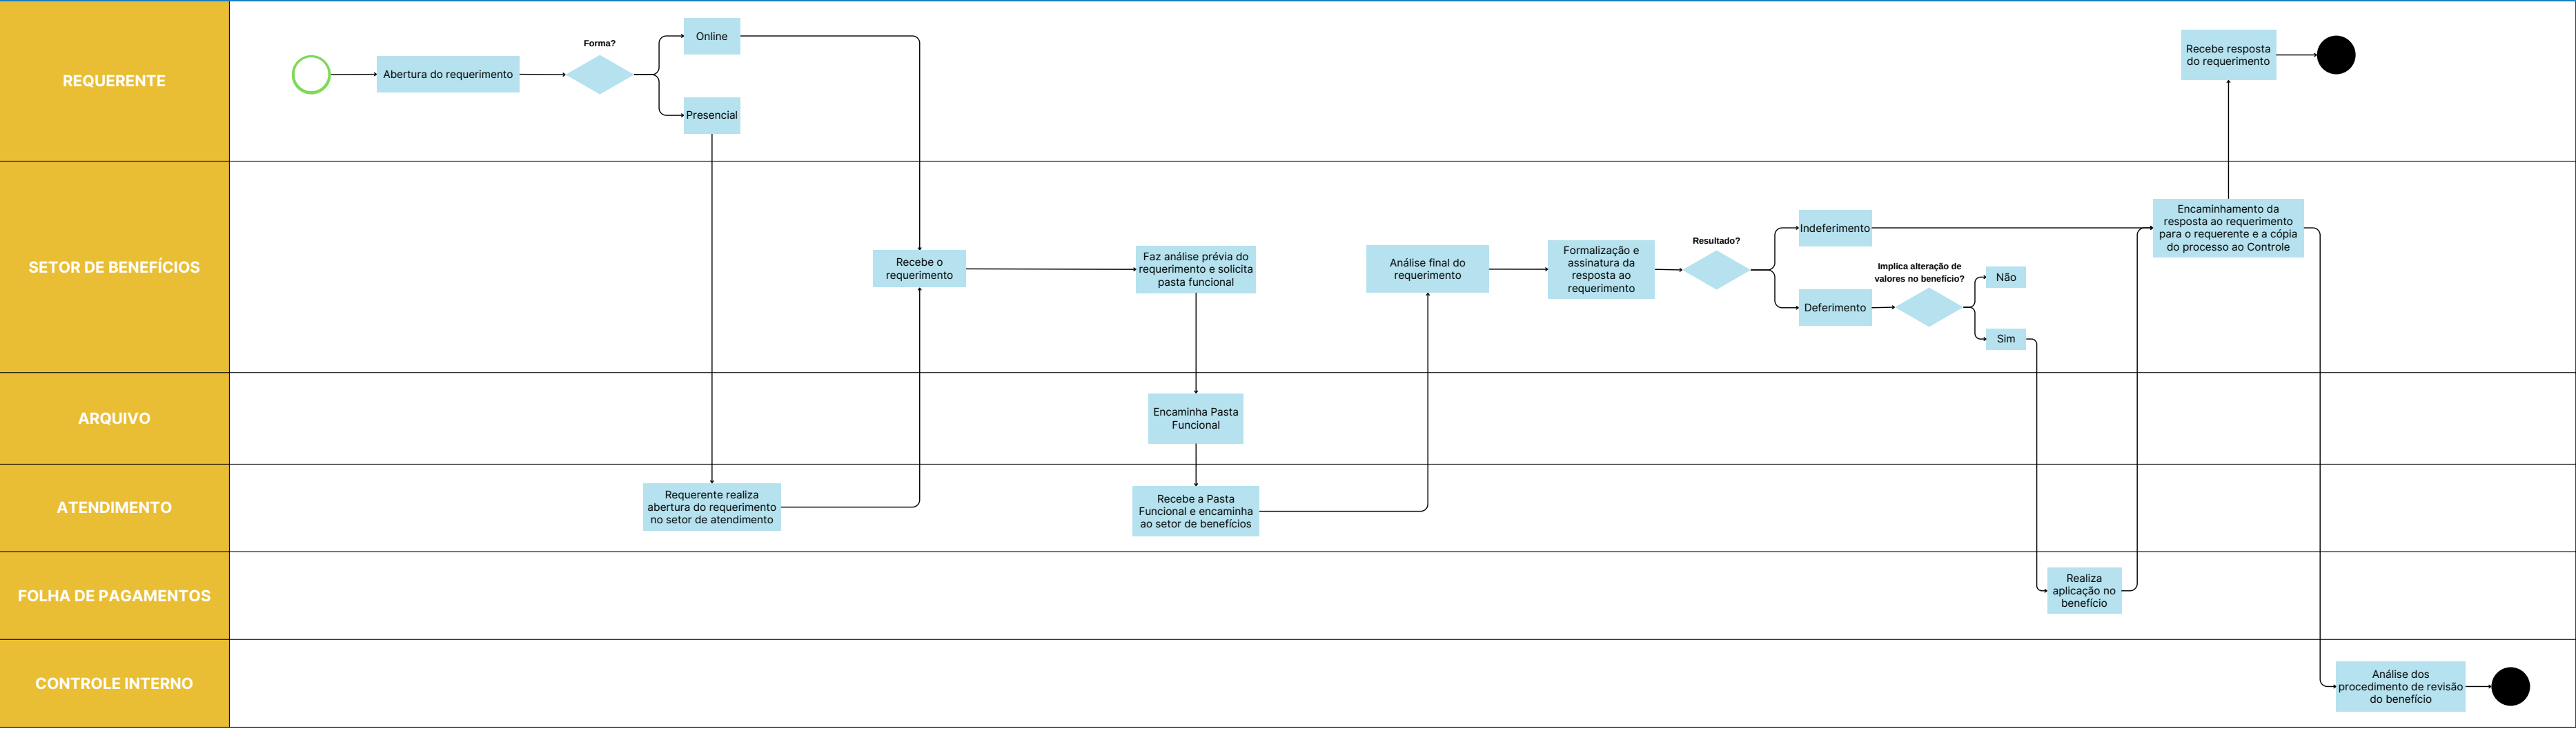 REQUERENTE
Abertura do requerimento
Forma?
Online
Presencial
Recebe resposta
do requerimento
SETOR DE BENEFÍCIOS
Recebe o
requerimento
Faz análise prévia do
requerimento e solicita
pasta funcional
Análise final do
requerimento
Formalização e
assinatura da
resposta ao
requerimento
Resultado?
Indeferimento
Deferimento
Implica alteração de
valores no benefício?
Não
Sim
Encaminhamento da
resposta ao requerimento
para o requerente e a cópia
do processo ao Controle
ARQUIVO
Encaminha Pasta
Funcional
ATENDIMENTO
Requerente realiza
abertura do requerimento
no setor de atendimento
Recebe a Pasta
Funcional e encaminha
ao setor de benefícios
FOLHA DE PAGAMENTOS
Realiza
aplicação no
benefício
CONTROLE INTERNO
Análise dos
procedimento de revisão
do benefício